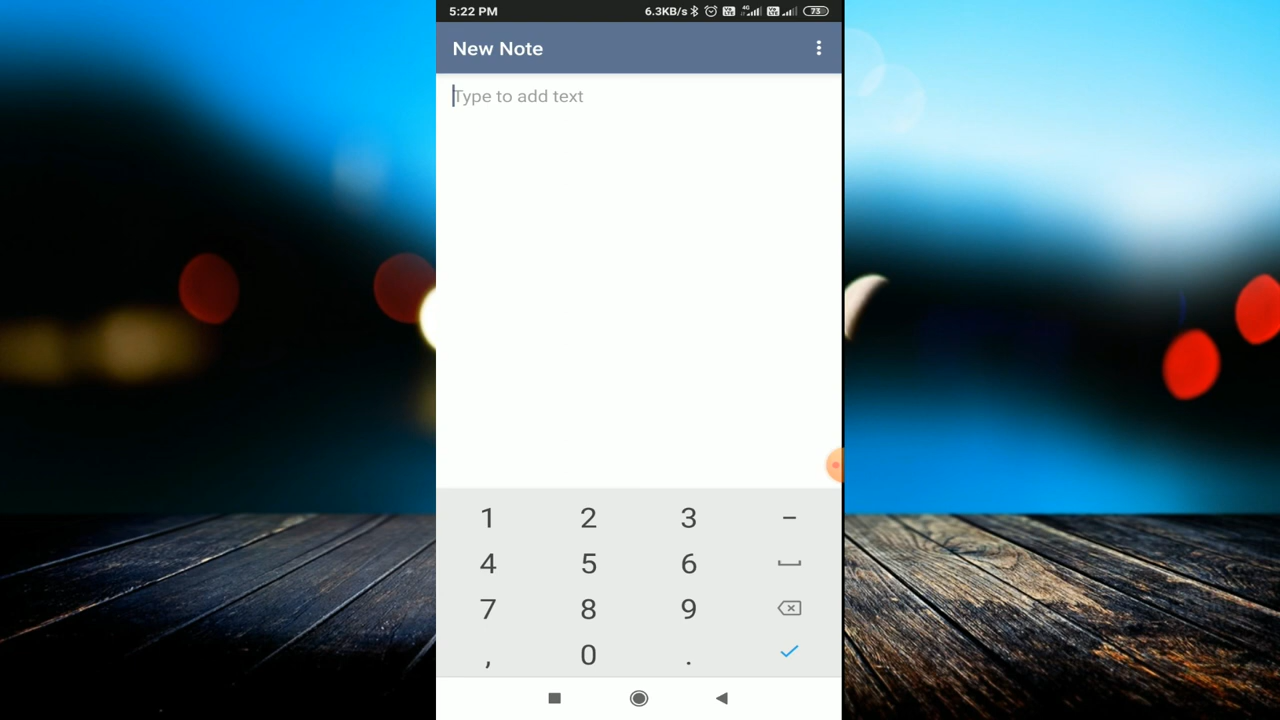 5:22 PM 6.3KB/s 4G 73
New Note
Type to add text
1 2 3 -
4 5 6
7 8 9
, 0 .